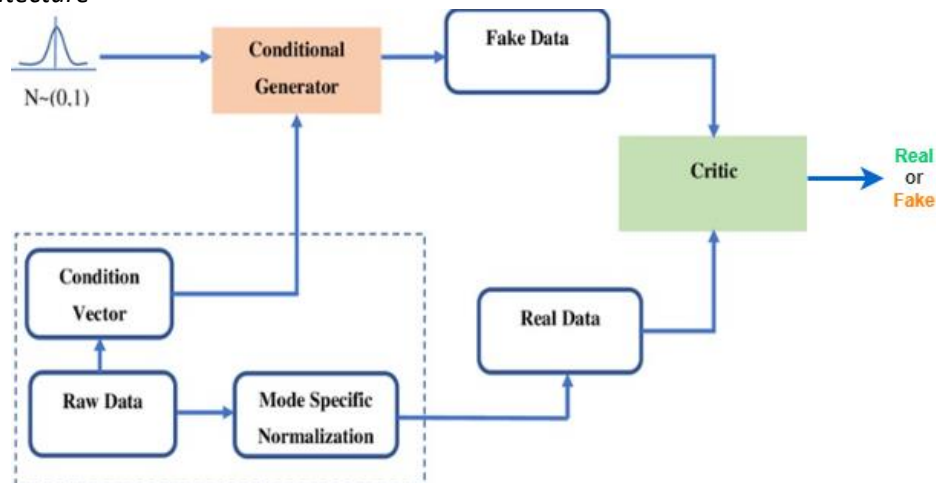 N~(0,1)
Conditional
Generator
Fake Data
Critic
Real
or
Fake
Condition
Vector
Real Data
Raw Data
Mode Specific
Normalization